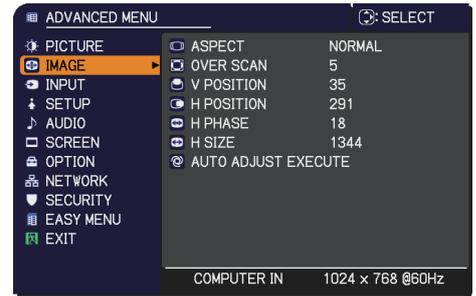 ADVANCED MENU : SELECT
PICTURE
IMAGE
INPUT
SETUP
AUDIO
SCREEN
OPTION
NETWORK
SECURITY
EASY MENU
EXIT
ASPECT NORMAL
OVER SCAN 5
V POSITION 35
H POSITION 291
H PHASE 18
H SIZE 1344
AUTO ADJUST EXECUTE
COMPUTER IN 1024 x 768 @60Hz